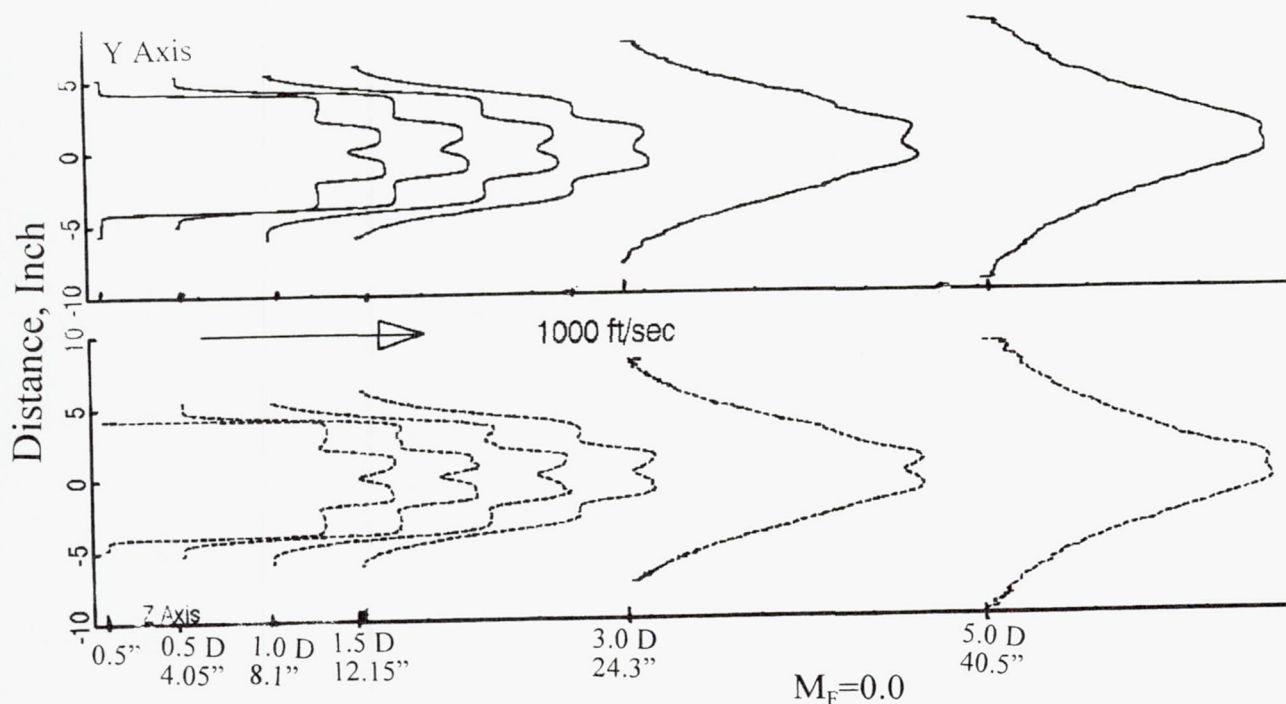 Y Axis
5
0
-5
-10
Distance, Inch
1000 ft/sec
10
5
0
-5
-10
Z Axis
0.5” 0.5 D 1.0 D 1.5 D 3.0 D 5.0 D
4.05” 8.1” 12.15” 24.3” 40.5”
M_F=0.0